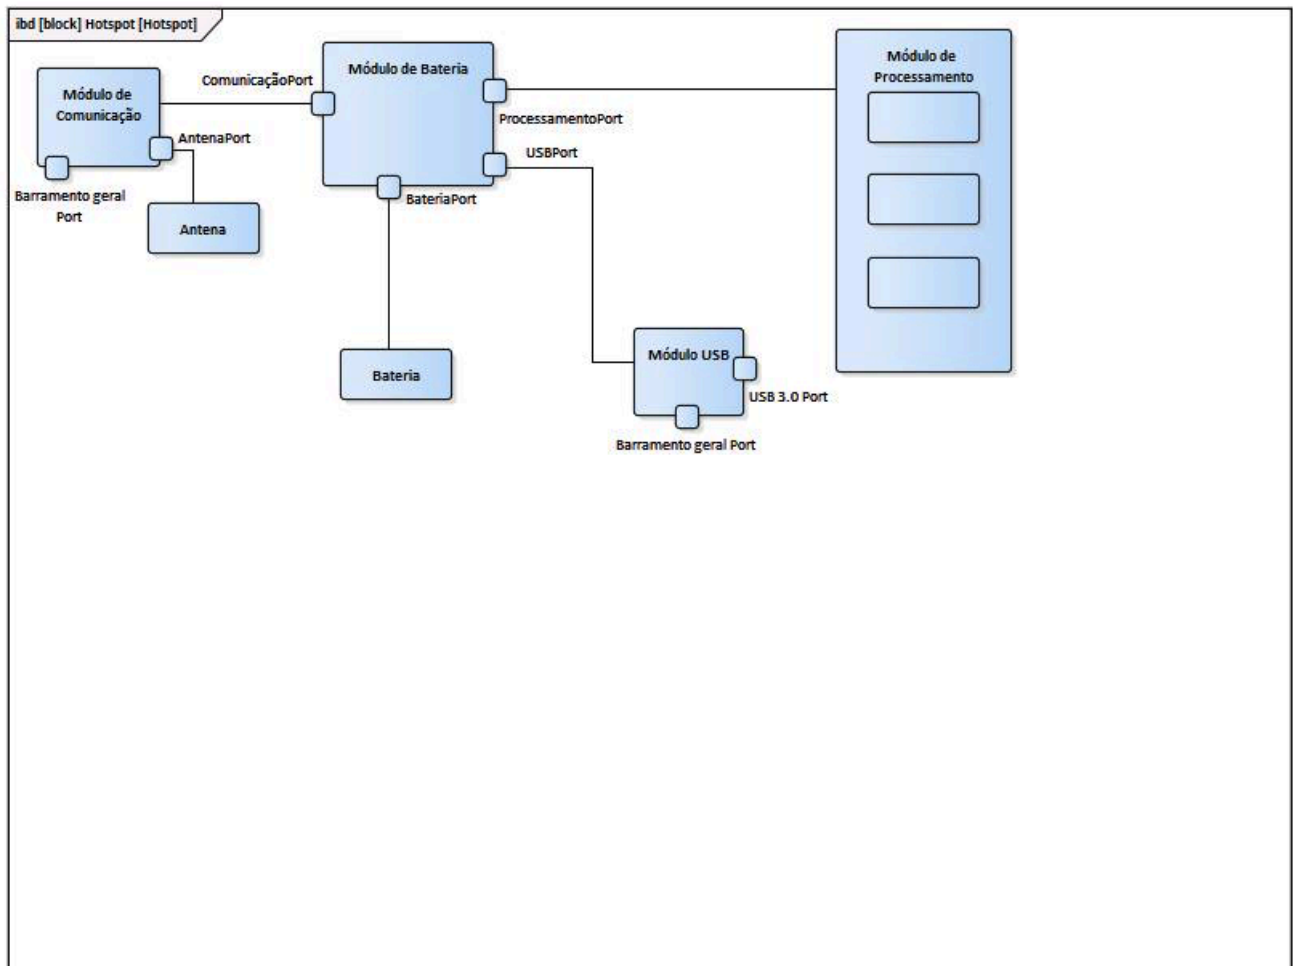 ibd [block] Hotspot [Hotspot]
Módulo de
Comunicação
AntenaPort
Barramento geral
Port
Antena
ComunicaçãoPort
Módulo de Bateria
ProcessamentoPort
USBPort
BateriaPort
Bateria
Módulo de
Processamento
Módulo USB
USB 3.0 Port
Barramento geral Port